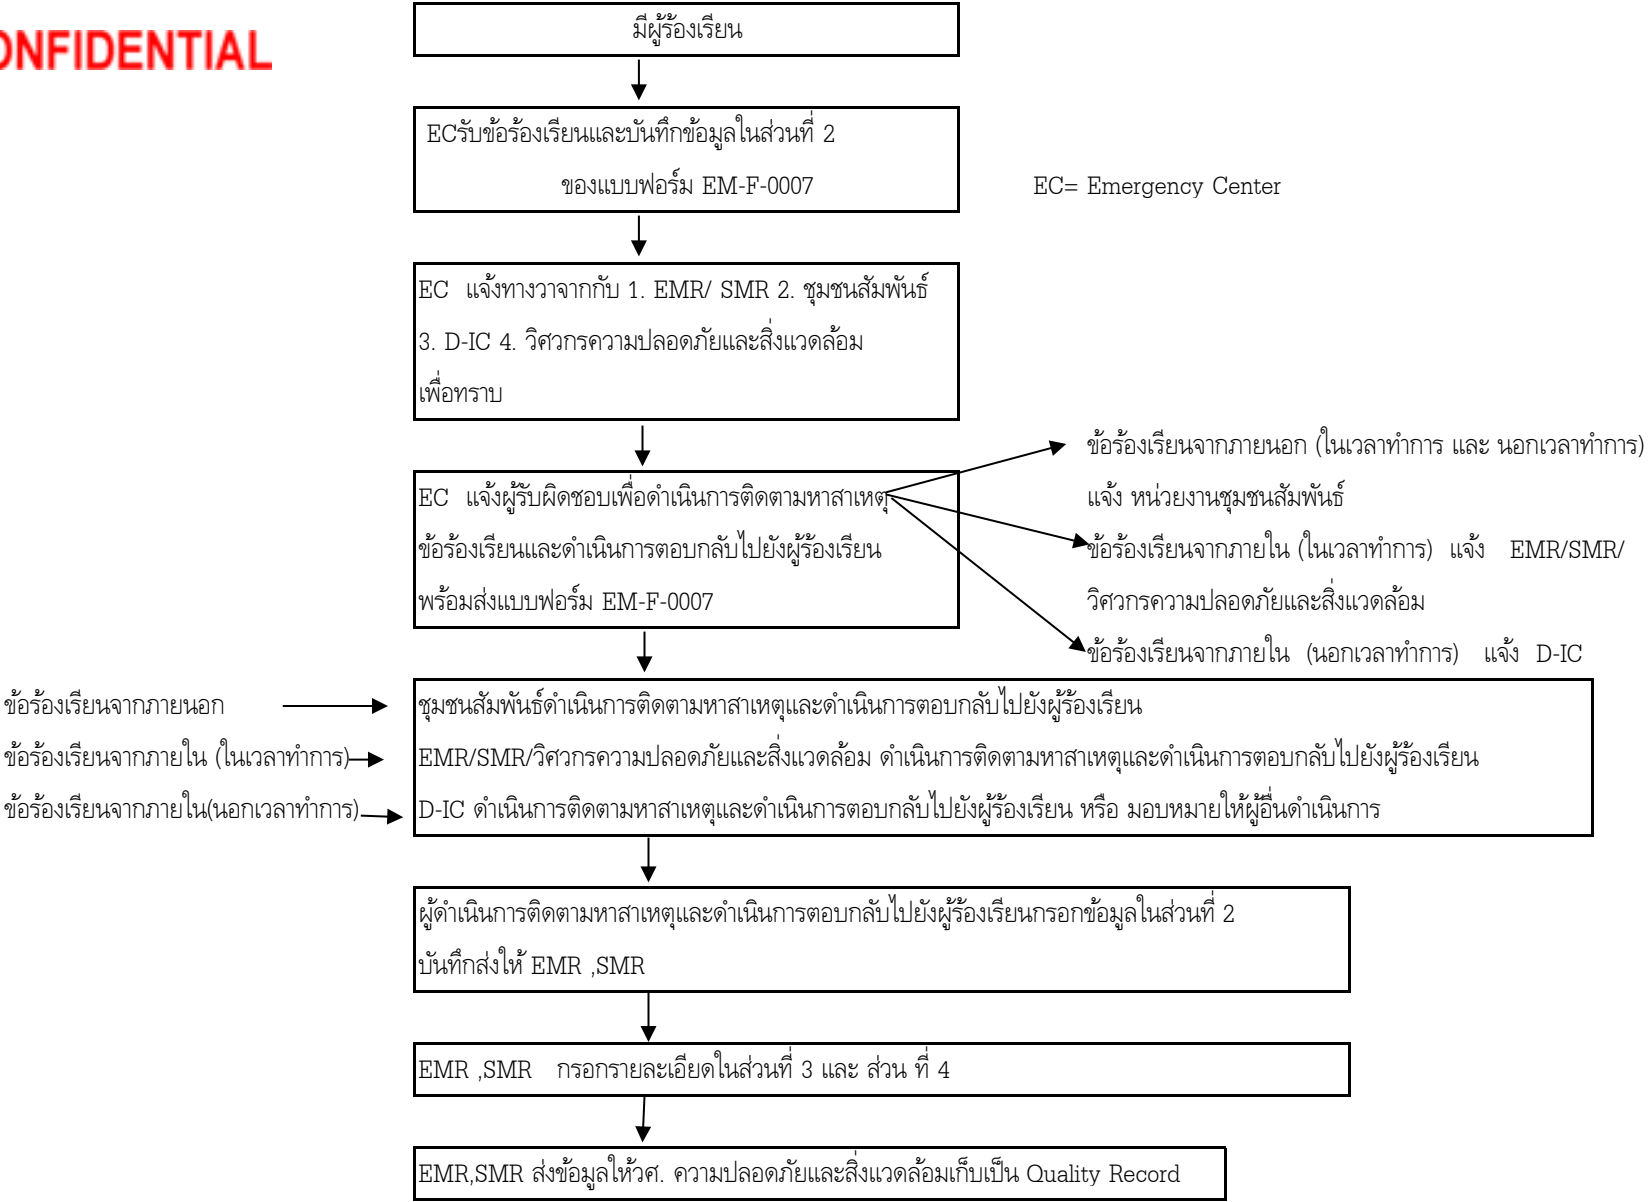 ONFIDENTIAL
มีผู้ร้องเรียน
ECรับข้อร้องเรียนและบันทึกข้อมูลในส่วนที่ 2
ของแบบฟอร์ม EM-F-0007
EC= Emergency Center
EC แจ้งทางวาจากกับ 1. EMR/ SMR 2. ชุมชนสัมพันธ์
3. D-IC 4. วิศวกรความปลอดภัยและสิ่งแวดล้อม
เพื่อทราบ
EC แจ้งผู้รับผิดชอบเพื่อดำเนินการติดตามหาสาเหตุ
ข้อร้องเรียนและดำเนินการตอบกลับไปยังผู้ร้องเรียน
พร้อมส่งแบบฟอร์ม EM-F-0007
ข้อร้องเรียนจากภายนอก (ในเวลาทำการ และ นอกเวลาทำการ)
แจ้ง หน่วยงานชุมชนสัมพันธ์
ข้อร้องเรียนจากภายใน (ในเวลาทำการ) แจ้ง EMR/SMR/
วิศวกรความปลอดภัยและสิ่งแวดล้อม
ข้อร้องเรียนจากภายใน (นอกเวลาทำการ) แจ้ง D-IC
ข้อร้องเรียนจากภายนอก
ข้อร้องเรียนจากภายใน (ในเวลาทำการ)
ข้อร้องเรียนจากภายใน(นอกเวลาทำการ)
ชุมชนสัมพันธ์ดำเนินการติดตามหาสาเหตุและดำเนินการตอบกลับไปยังผู้ร้องเรียน
EMR/SMR/วิศวกรความปลอดภัยและสิ่งแวดล้อม ดำเนินการติดตามหาสาเหตุและดำเนินการตอบกลับไปยังผู้ร้องเรียน
D-IC ดำเนินการติดตามหาสาเหตุและดำเนินการตอบกลับไปยังผู้ร้องเรียน หรือ มอบหมายให้ผู้อื่นดำเนินการ
ผู้ดำเนินการติดตามหาสาเหตุและดำเนินการตอบกลับไปยังผู้ร้องเรียนกรอกข้อมูลในส่วนที่ 2
บันทึกส่งให้ EMR ,SMR
EMR ,SMR กรอกรายละเอียดในส่วนที่ 3 และ ส่วน ที่ 4
EMR,SMR ส่งข้อมูลให้วศ. ความปลอดภัยและสิ่งแวดล้อมเก็บเป็น Quality Record